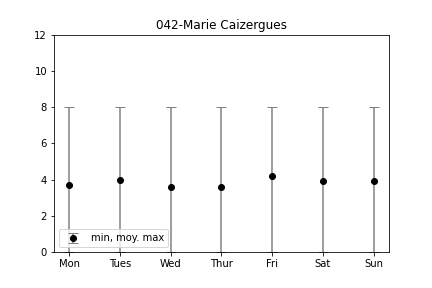 042-Marie Caizergues
12
10
8
6
4
2
0
min, moy. max
Mon Tues Wed Thur Fri Sat Sun